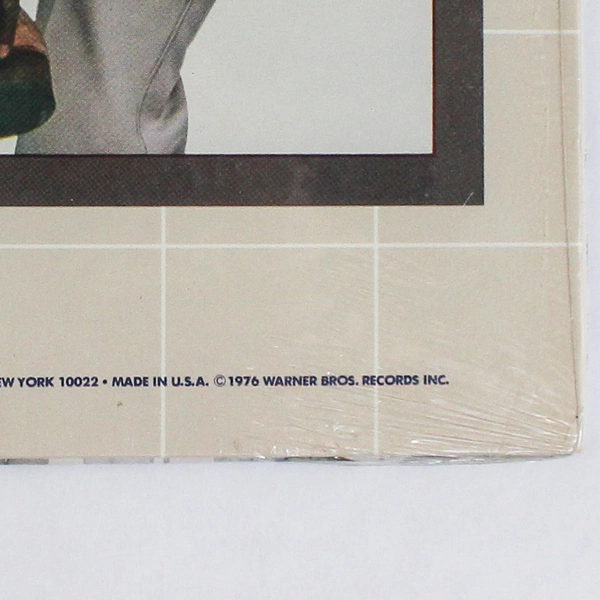 EW YORK 10022 • MADE IN U.S.A. ©1976 WARNER BROS. RECORDS INC.